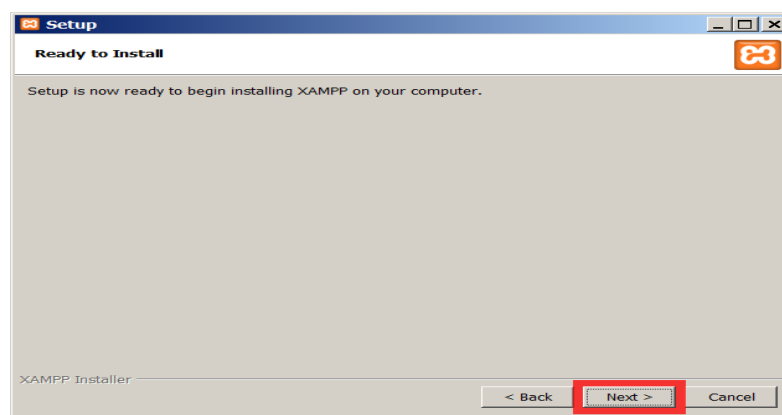 Setup
Ready to Install
Setup is now ready to begin installing XAMPP on your computer.
XAMPP Installer
< Back Next > Cancel